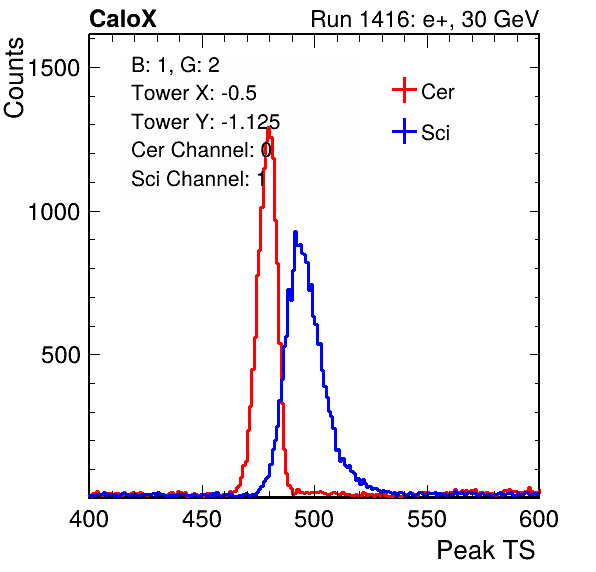 CaloX Run 1416: e+, 30 GeV
Counts
1500
1000
500
B: 1, G: 2
Tower X: -0.5
Tower Y: -1.125
Cer Channel: 0
Sci Channel: 1
Cer
Sci
400 450 500 550 600
Peak TS